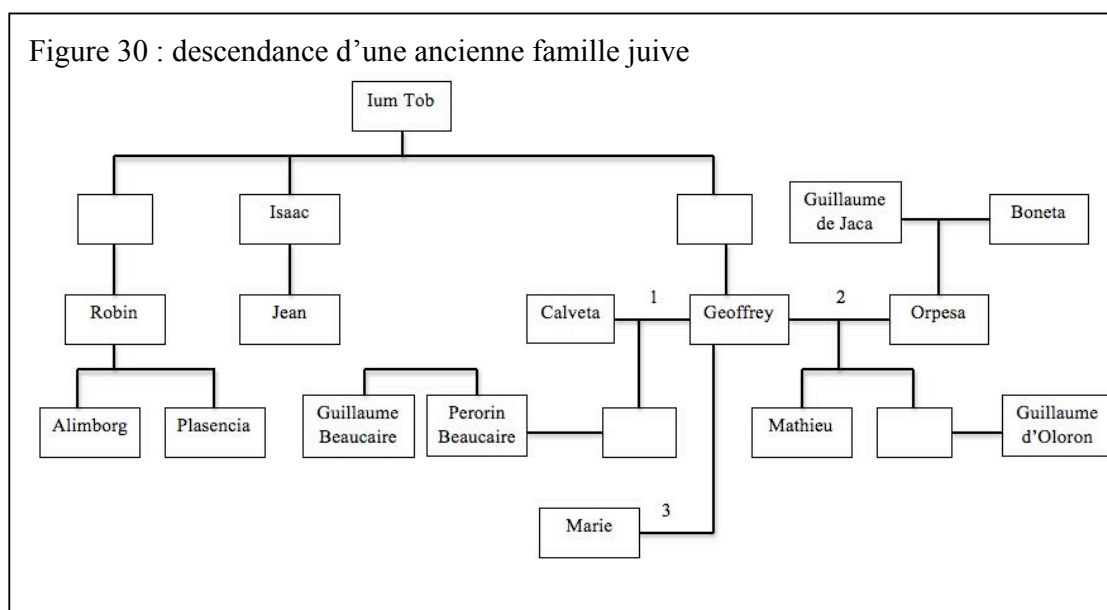 Figure 30 : descendance d’une ancienne famille juive
Ium Tob
Isaac
Guillaume
de Jaca
Boneta
Robin
Jean
Calveta
1
Geoffrey
2
Orpesa
Alimborg
Plasencia
Guillaume
Beaucaire
Perorin
Beaucaire
Mathieu
Guillaume
d’Oloron
Marie
3